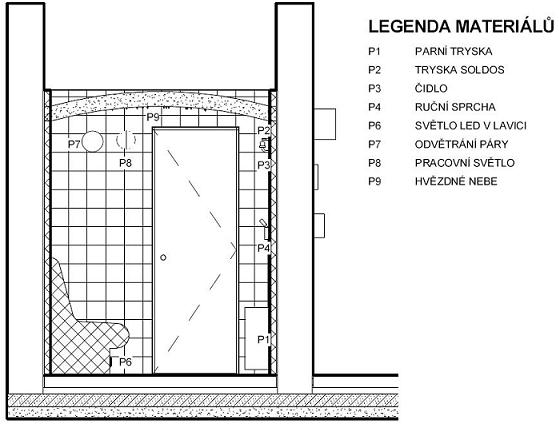 LEGENDA MATERIÁLŮ
P1 PARNÍ TRYSKA
P2 TRYSKA SOLDOS
P3 ČIDLO
P4 RUČNÍ SPRCHA
P6 SVĚTLO LED V LAVICI
P7 ODVĚTRÁNÍ PÁRY
P8 PRACOVNÍ SVĚTLO
P9 HVĚZDNÉ NEBE
P9
P2
P7
P8
P3
P4
P1
P6